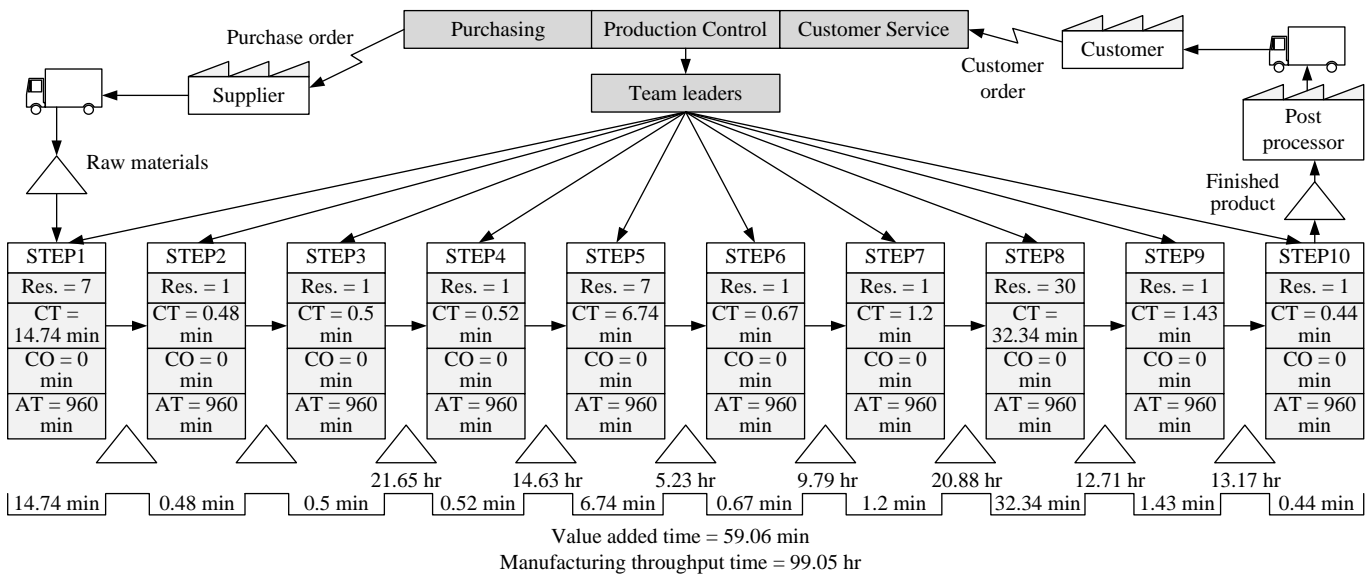 Purchasing
Production Control
Customer Service
Purchase order
Supplier
Team leaders
Customer
Customer
order
Post
processor
Raw materials
Finished
product
STEP1
Res. = 7
CT =
14.74 min
CO = 0
min
AT = 960
min
STEP2
Res. = 1
CT = 0.48
min
CO = 0
min
AT = 960
min
STEP3
Res. = 1
CT = 0.5
min
CO = 0
min
AT = 960
min
STEP4
Res. = 1
CT = 0.52
min
CO = 0
min
AT = 960
min
STEP5
Res. = 7
CT = 6.74
min
CO = 0
min
AT = 960
min
STEP6
Res. = 1
CT = 0.67
min
CO = 0
min
AT = 960
min
STEP7
Res. = 1
CT = 1.2
min
CO = 0
min
AT = 960
min
STEP8
Res. = 30
CT =
32.34 min
CO = 0
min
AT = 960
min
STEP9
Res. = 1
CT = 1.43
min
CO = 0
min
AT = 960
min
STEP10
Res. = 1
CT = 0.44
min
CO = 0
min
AT = 960
min
21.65 hr
14.63 hr
5.23 hr
9.79 hr
20.88 hr
12.71 hr
13.17 hr
14.74 min
0.48 min
0.5 min
0.52 min
6.74 min
0.67 min
1.2 min
32.34 min
1.43 min
0.44 min
Value added time = 59.06 min
Manufacturing throughput time = 99.05 hr